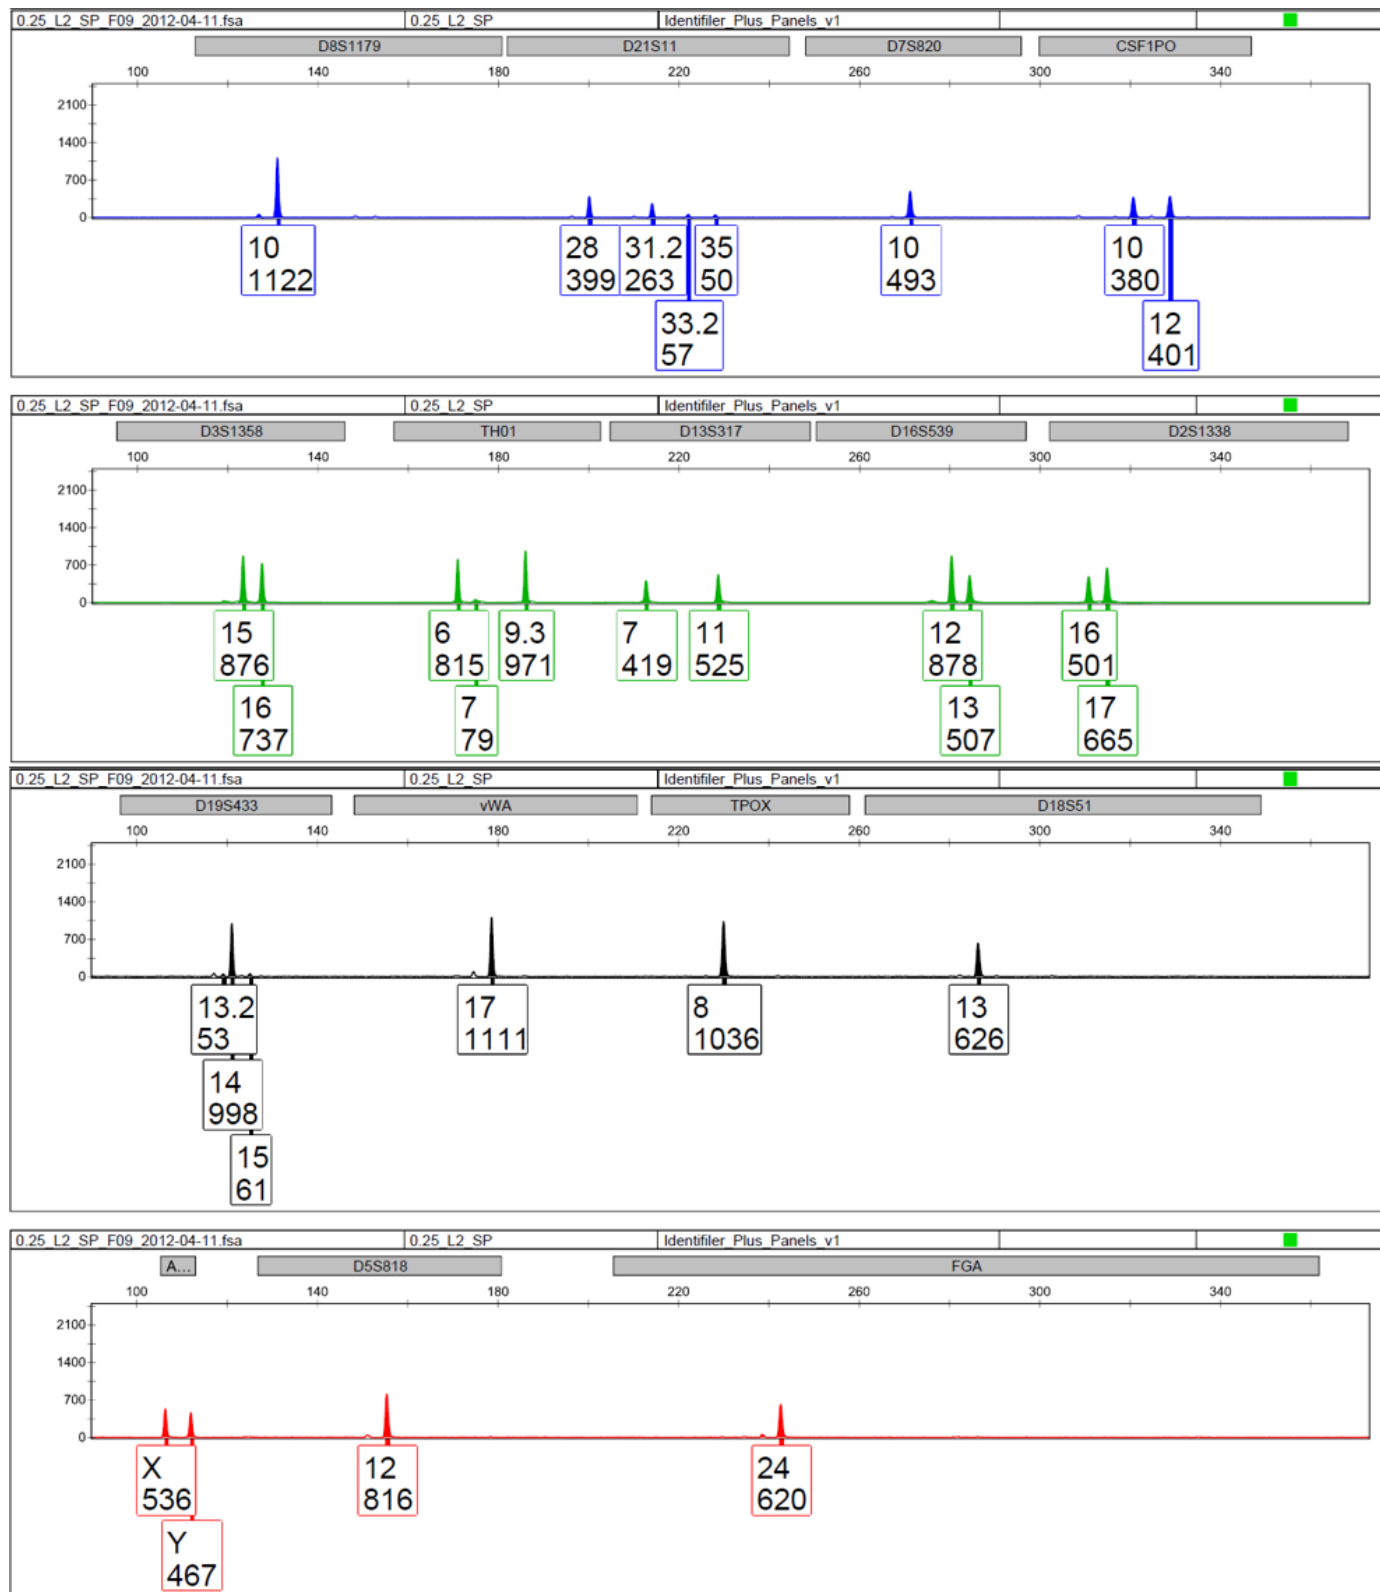 0.25_L2_SP_F09_2012-04-11.fsa 0.25_L2_SP Identifiler_Plus_Panels_v1
D8S1179 D21S11 D7S820 CSF1PO
100 140 180 220 260 300 340
2100
1400
700
0
10 28 31.2 35 10 10
1122 399 263 50 493 380
33.2 12
57 401
0.25_L2_SP_F09_2012-04-11.fsa 0.25_L2_SP Identifiler_Plus_Panels_v1
D3S1358 TH01 D13S317 D16S539 D2S1338
100 140 180 220 260 300 340
2100
1400
700
0
15 6 9.3 7 11 12 16
876 815 971 419 525 878 501
16 7 13 17
737 79 507 665
0.25_L2_SP_F09_2012-04-11.fsa 0.25_L2_SP Identifiler_Plus_Panels_v1
D19S433 vWA TPOX D18S51
100 140 180 220 260 300 340
2100
1400
700
0
13.2 17 8 13
53 1111 1036 626
14
998
15
61
0.25_L2_SP_F09_2012-04-11.fsa 0.25_L2_SP Identifiler_Plus_Panels_v1
A... D5S818 FGA
100 140 180 220 260 300 340
2100
1400
700
0
X 12 24
536 816 620
Y
467